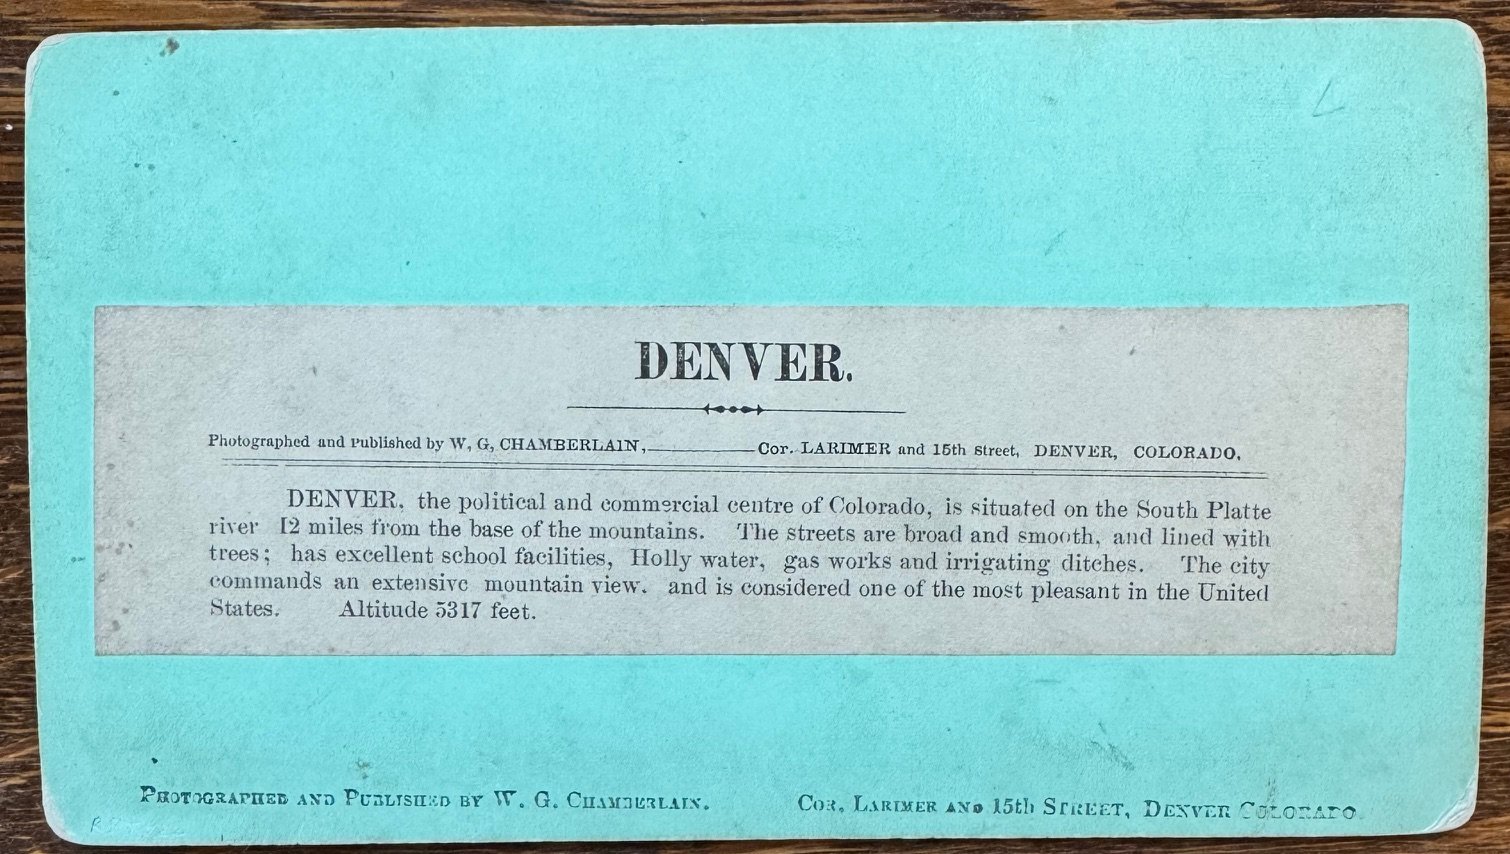 DENVER.
Photographed and Published by W, G, CHAMBERLAIN, Cor. LARIMER and 15th Street, DENVER, COLORADO,
DENVER, the political and commercial centre of Colorado, is situated on the South Platte
river 12 miles from the base of the mountains. The streets are broad and smooth, and lined with
trees; has excellent school facilities, Holly water, gas works and irrigating ditches. The city
commands an extensive mountain view. and is considered one of the most pleasant in the United
States. Altitude 5317 feet.
PHOTOGRAPHED AND PUBLISHED BY W. G. CHAMBERLAIN. COR, LARIMER AND 15th STREET, DENVER COLORADO